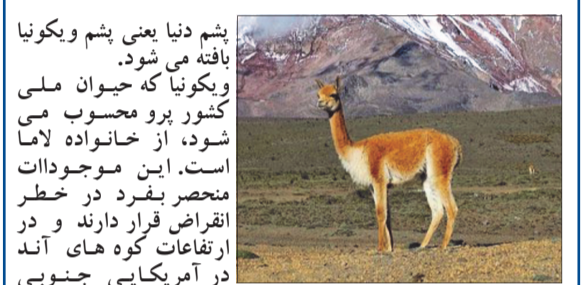 پشم دنیا یعنی پشم ویکونیا
بافته می شود.
ویکونیا که حیوان ملی
کشور پرو محسوب می
شود، از خانواده لاما
است. این موجوداات
منحصر بفرد در خطر
انقراض قرار دارند و در
ارتفاعات کوه های آند
در آمریکایی جنوبی